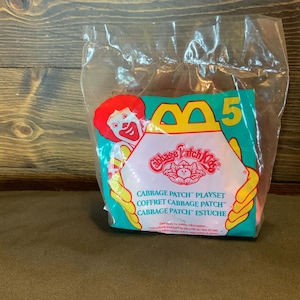 5
Cabbage Patch Kids
CABBAGE PATCH™ PLAYSET
COFFRET CABBAGE PATCH™
CABBAGE PATCH™ ESTUCHE